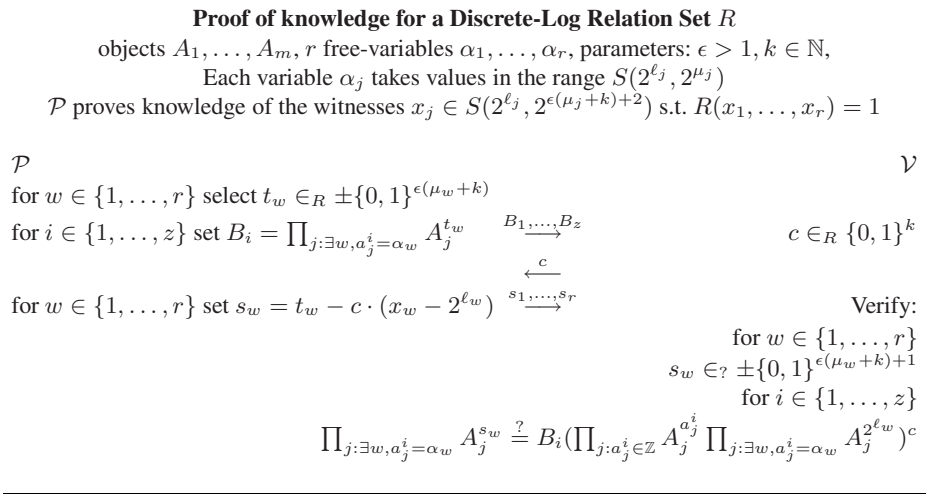 Proof of knowledge for a Discrete-Log Relation Set R
objects A_1, …, A_m, r free-variables α_1, …, α_r, parameters: ϵ > 1, k ∈ ℕ,
Each variable α_j takes values in the range S(2^{ℓ_j}, 2^{μ_j})
𝒫 proves knowledge of the witnesses x_j ∈ S(2^{ℓ_j}, 2^{ϵ(μ_j+k)+2}) s.t. R(x_1, …, x_r) = 1
𝒫 𝒱
for w ∈ {1, …, r} select t_w ∈_R ±{0, 1}^{ϵ(μ_w+k)}
for i ∈ {1, …, z} set B_i = ∏_{j:∃w,a_j^i=α_w} A_j^{t_w} B_1,…,B_z ⟶ c ∈_R {0, 1}^k
c ⟵
for w ∈ {1, …, r} set s_w = t_w − c · (x_w − 2^{ℓ_w}) s_1,…,s_r ⟶ Verify:
for w ∈ {1, …, r}
s_w ∈_? ±{0, 1}^{ϵ(μ_w+k)+1}
for i ∈ {1, …, z}
∏_{j:∃w,a_j^i=α_w} A_j^{s_w} ≟ B_i(∏_{j:a_j^i∈ℤ} A_j^{a_j^i} ∏_{j:∃w,a_j^i=α_w} A_j^{2^{ℓ_w}})^c